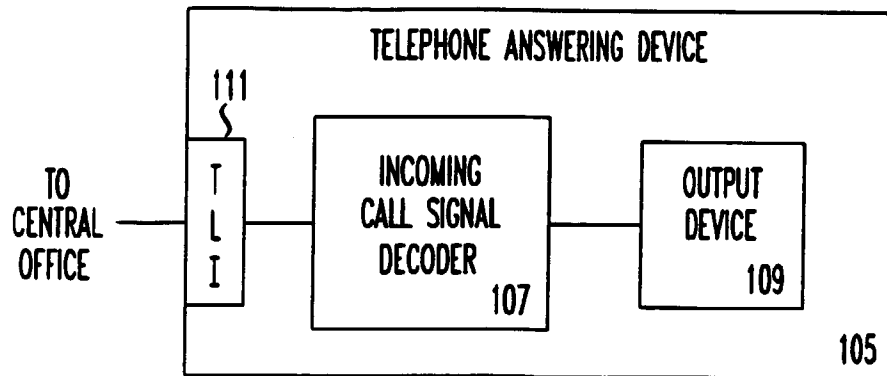 TELEPHONE ANSWERING DEVICE
111
TO
CENTRAL
OFFICE
T
L
I
INCOMING
CALL SIGNAL
DECODER
107
OUTPUT
DEVICE
109
105